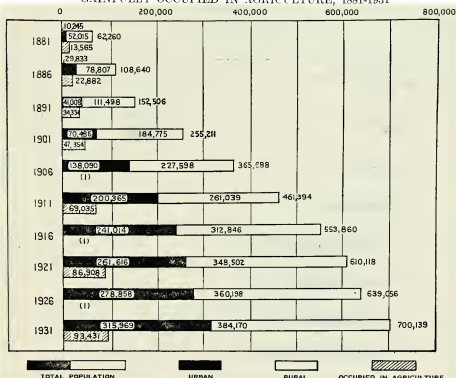 GAINFULLY OCCUPIED IN AGRICULTURE, 1881-1931
0 200,000 400,000 600,000 800,000
10,245
1881 52,015 62,260
13,565
29,833
1886 78,807 108,640
22,882
1891 41,008 111,498 152,506
1901 70,436 184,775 255,211
47,354
1906 138,090 227,598 365,688
(1)
1911 200,365 261,039 461,394
69,035
1916 241,014 312,846 553,860
(1)
1921 261,616 348,502 610,118
86,908
1926 278,858 360,198 639,056
(1)
1931 315,969 384,170 700,139
93,431
TOTAL POPULATION URBAN RURAL OCCUPIED IN AGRICULTURE